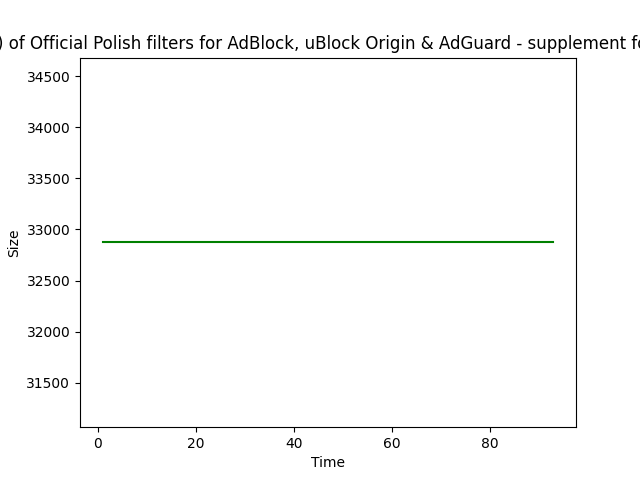 ) of Official Polish filters for AdBlock, uBlock Origin & AdGuard - supplement fo
34500
34000
33500
33000
32500
32000
31500
Size
0 20 40 60 80
Time